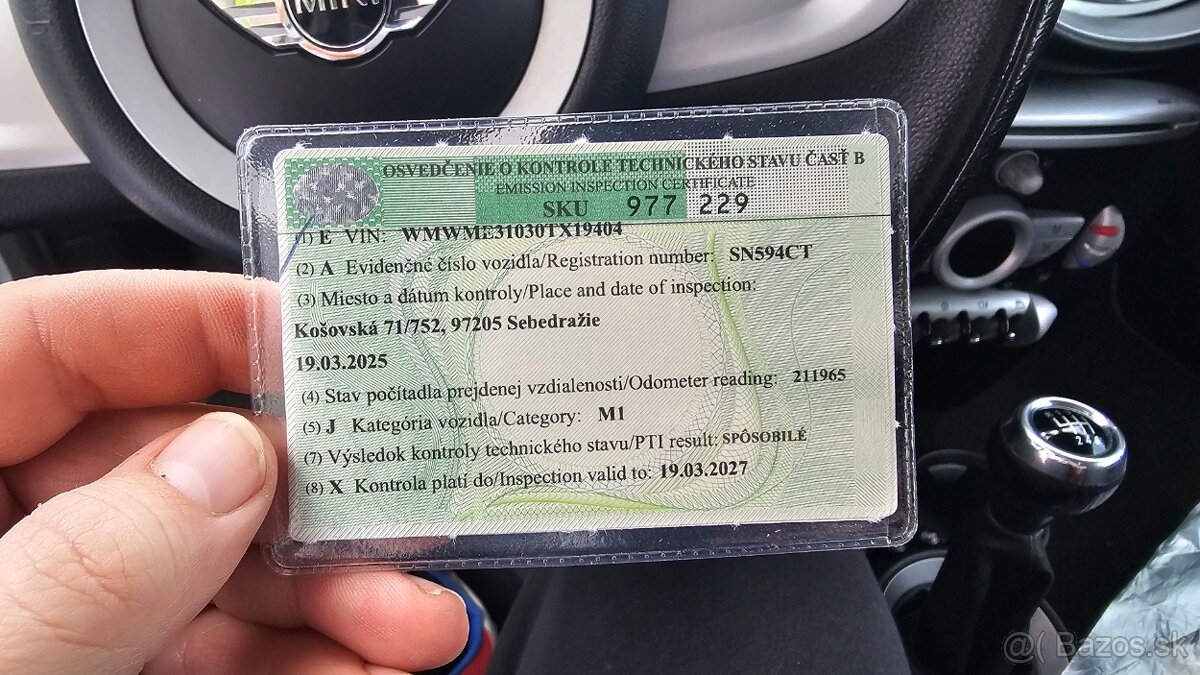 MINI
OSVEDČENIE O KONTROLE TECHNICKÉHO STAVU ČASŤ B
EMISSION INSPECTION CERTIFICATE
SKU 977 229
(1) E VIN: WMWME31030TX19404
(2) A Evidenčné číslo vozidla/Registration number: SN594CT
(3) Miesto a dátum kontroly/Place and date of inspection:
Košovská 71/752, 97205 Sebedražie
19.03.2025
(4) Stav počítadla prejdenej vzdialenosti/Odometer reading: 211965
(5) J Kategória vozidla/Category: M1
(7) Výsledok kontroly technického stavu/PTI result: SPÔSOBILÉ
(8) X Kontrola platí do/Inspection valid to: 19.03.2027
Bazos.sk